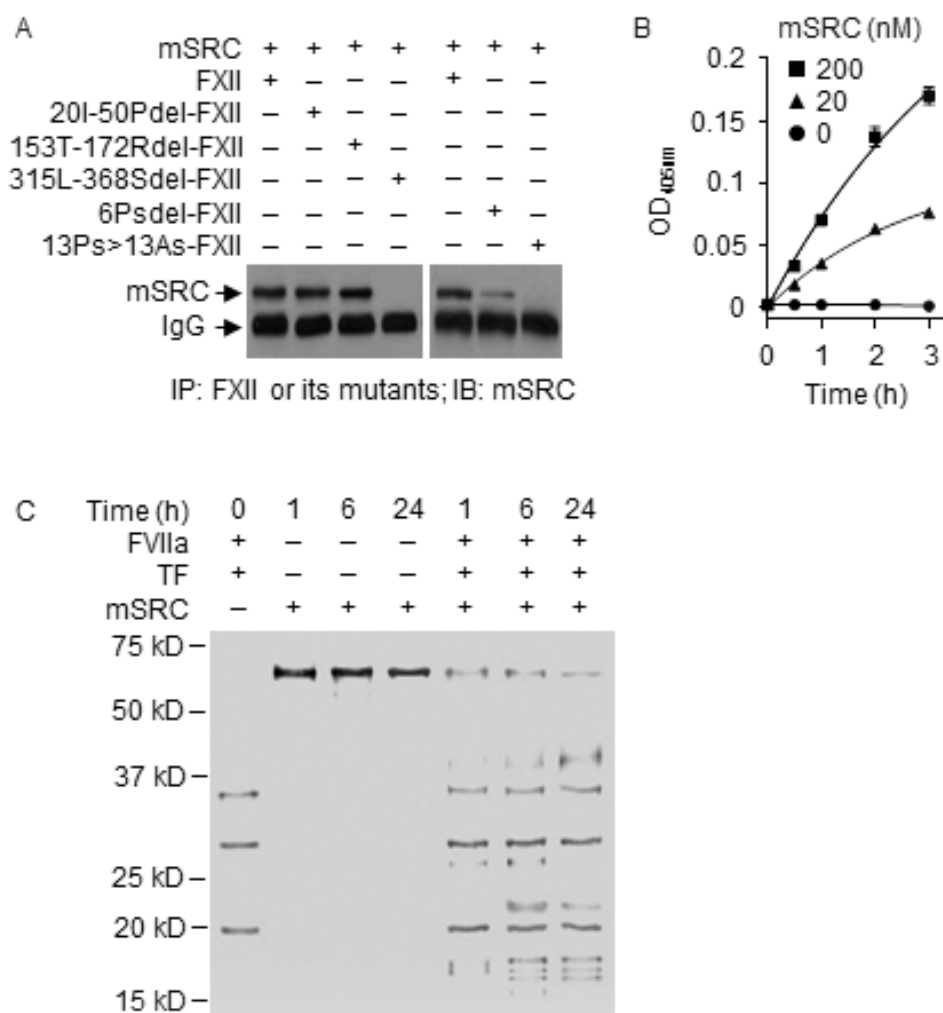 A
mSRC + + + + + + +
FXII + – – – + – –
20I-50Pdel-FXII – + – – – – –
153T-172Rdel-FXII – – + – – – –
315L-368Sdel-FXII – – – + – – –
6Psdel-FXII – – – – – + –
13Ps>13As-FXII – – – – – – +
mSRC
IgG
IP: FXII or its mutants; IB: mSRC
B
mSRC (nM)
200
20
0
OD405nm
0.2
0.15
0.1
0.05
0
0 1 2 3
Time (h)
C
Time (h) 0 1 6 24 1 6 24
FVIIa + – – – + + +
TF + – – – + + +
mSRC – + + + + + +
75 kD
50 kD
37 kD
25 kD
20 kD
15 kD